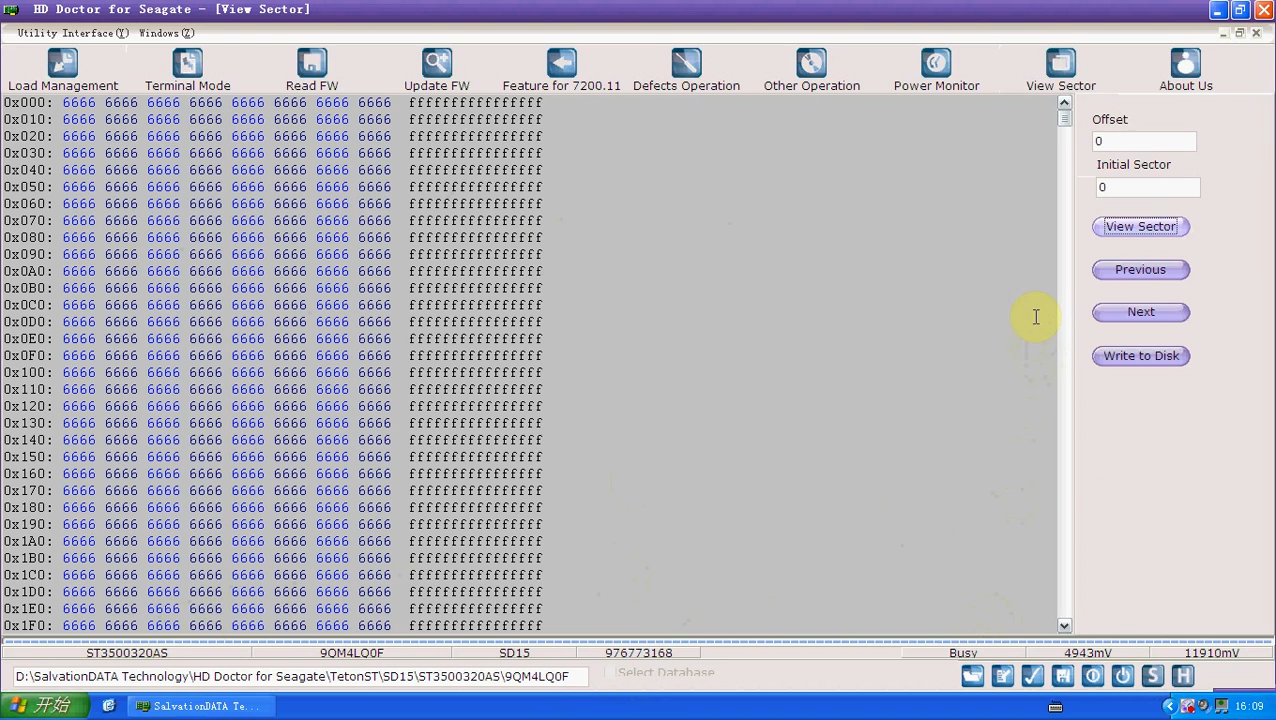 HD Doctor for Seagate - [View Sector]
Utility Interface(Y) Windows(Z)
Load Management Terminal Mode Read FW Update FW Feature for 7200.11 Defects Operation Other Operation Power Monitor View Sector About Us
0x000: 6666 6666 6666 6666 6666 6666 6666 6666 ffffffffffffffff
0x010: 6666 6666 6666 6666 6666 6666 6666 6666 ffffffffffffffff
0x020: 6666 6666 6666 6666 6666 6666 6666 6666 ffffffffffffffff
0x030: 6666 6666 6666 6666 6666 6666 6666 6666 ffffffffffffffff
0x040: 6666 6666 6666 6666 6666 6666 6666 6666 ffffffffffffffff
0x050: 6666 6666 6666 6666 6666 6666 6666 6666 ffffffffffffffff
0x060: 6666 6666 6666 6666 6666 6666 6666 6666 ffffffffffffffff
0x070: 6666 6666 6666 6666 6666 6666 6666 6666 ffffffffffffffff
0x080: 6666 6666 6666 6666 6666 6666 6666 6666 ffffffffffffffff
0x090: 6666 6666 6666 6666 6666 6666 6666 6666 ffffffffffffffff
0x0A0: 6666 6666 6666 6666 6666 6666 6666 6666 ffffffffffffffff
0x0B0: 6666 6666 6666 6666 6666 6666 6666 6666 ffffffffffffffff
0x0C0: 6666 6666 6666 6666 6666 6666 6666 6666 ffffffffffffffff
0x0D0: 6666 6666 6666 6666 6666 6666 6666 6666 ffffffffffffffff
0x0E0: 6666 6666 6666 6666 6666 6666 6666 6666 ffffffffffffffff
0x0F0: 6666 6666 6666 6666 6666 6666 6666 6666 ffffffffffffffff
0x100: 6666 6666 6666 6666 6666 6666 6666 6666 ffffffffffffffff
0x110: 6666 6666 6666 6666 6666 6666 6666 6666 ffffffffffffffff
0x120: 6666 6666 6666 6666 6666 6666 6666 6666 ffffffffffffffff
0x130: 6666 6666 6666 6666 6666 6666 6666 6666 ffffffffffffffff
0x140: 6666 6666 6666 6666 6666 6666 6666 6666 ffffffffffffffff
0x150: 6666 6666 6666 6666 6666 6666 6666 6666 ffffffffffffffff
0x160: 6666 6666 6666 6666 6666 6666 6666 6666 ffffffffffffffff
0x170: 6666 6666 6666 6666 6666 6666 6666 6666 ffffffffffffffff
0x180: 6666 6666 6666 6666 6666 6666 6666 6666 ffffffffffffffff
0x190: 6666 6666 6666 6666 6666 6666 6666 6666 ffffffffffffffff
0x1A0: 6666 6666 6666 6666 6666 6666 6666 6666 ffffffffffffffff
0x1B0: 6666 6666 6666 6666 6666 6666 6666 6666 ffffffffffffffff
0x1C0: 6666 6666 6666 6666 6666 6666 6666 6666 ffffffffffffffff
0x1D0: 6666 6666 6666 6666 6666 6666 6666 6666 ffffffffffffffff
0x1E0: 6666 6666 6666 6666 6666 6666 6666 6666 ffffffffffffffff
0x1F0: 6666 6666 6666 6666 6666 6666 6666 6666 ffffffffffffffff
Offset
0
Initial Sector
0
View Sector
Previous
Next
Write to Disk
ST3500320AS 9QM4LQ0F SD15 976773168 Busy 4943mV 11910mV
D:\SalvationDATA Technology\HD Doctor for Seagate\TetCST\SD15\ST3500320AS\9QM4LQ0F Select Database S H
开始 SalvationDATA Te... 16:09